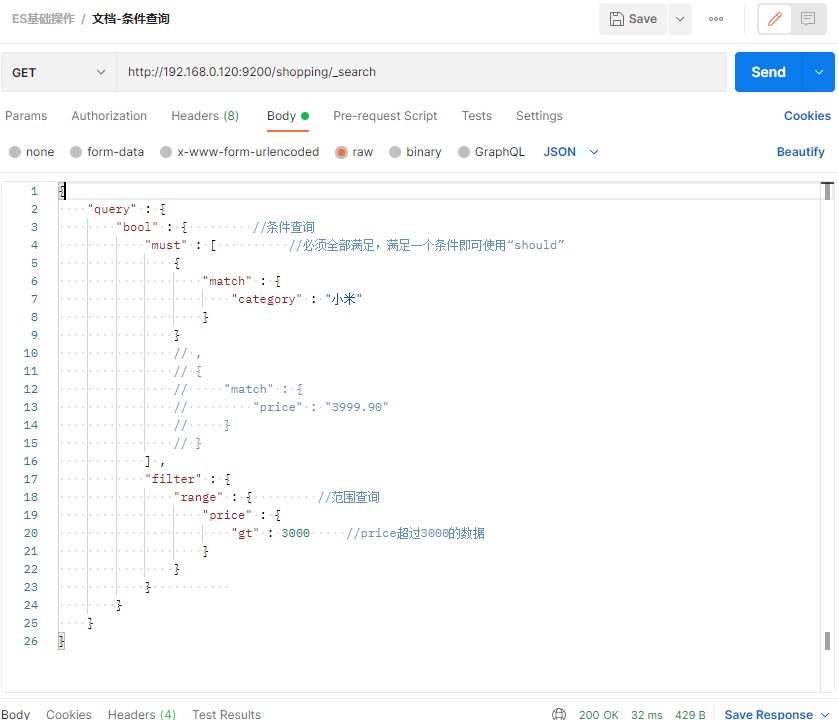 ES基础操作 / 文档-条件查询
Save
GET
http://192.168.0.120:9200/shopping/_search
Send
Params Authorization Headers (8) Body Pre-request Script Tests Settings Cookies
none form-data x-www-form-urlencoded raw binary GraphQL JSON Beautify
1 {
2 "query" : {
3 "bool" : { //条件查询
4 "must" : [ //必须全部满足，满足一个条件即可使用“should”
5 {
6 "match" : {
7 "category" : "小米"
8 }
9 }
10 // ,
11 // {
12 // "match" : {
13 // "price" : "3999.90"
14 // }
15 // }
16 ] ,
17 "filter" : {
18 "range" : { //范围查询
19 "price" : {
20 "gt" : 3000 //price超过3000的数据
21 }
22 }
23 }
24 }
25 }
26 }
Body Cookies Headers (4) Test Results 200 OK 32 ms 429 B Save Response